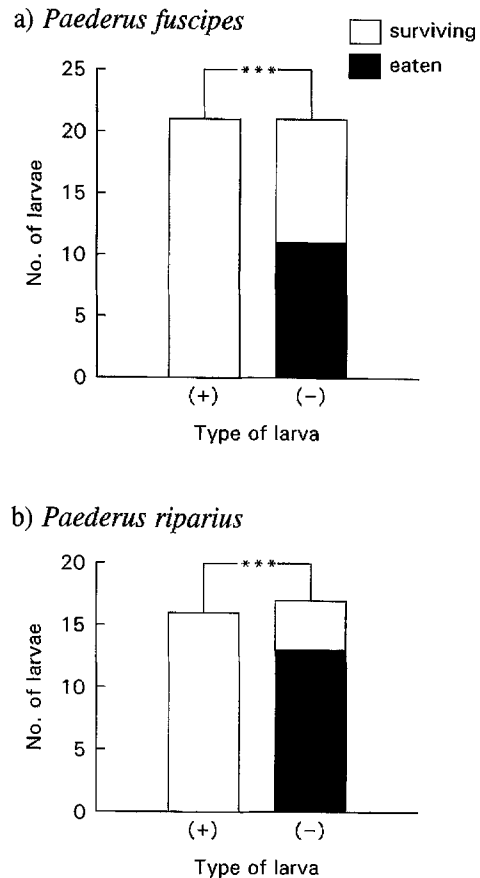 a) Paederus fuscipes
surviving
eaten
25
20
15
10
5
0
No. of larvae
***
(+) (−)
Type of larva
b) Paederus riparius
20
15
10
5
0
No. of larvae
***
(+) (−)
Type of larva